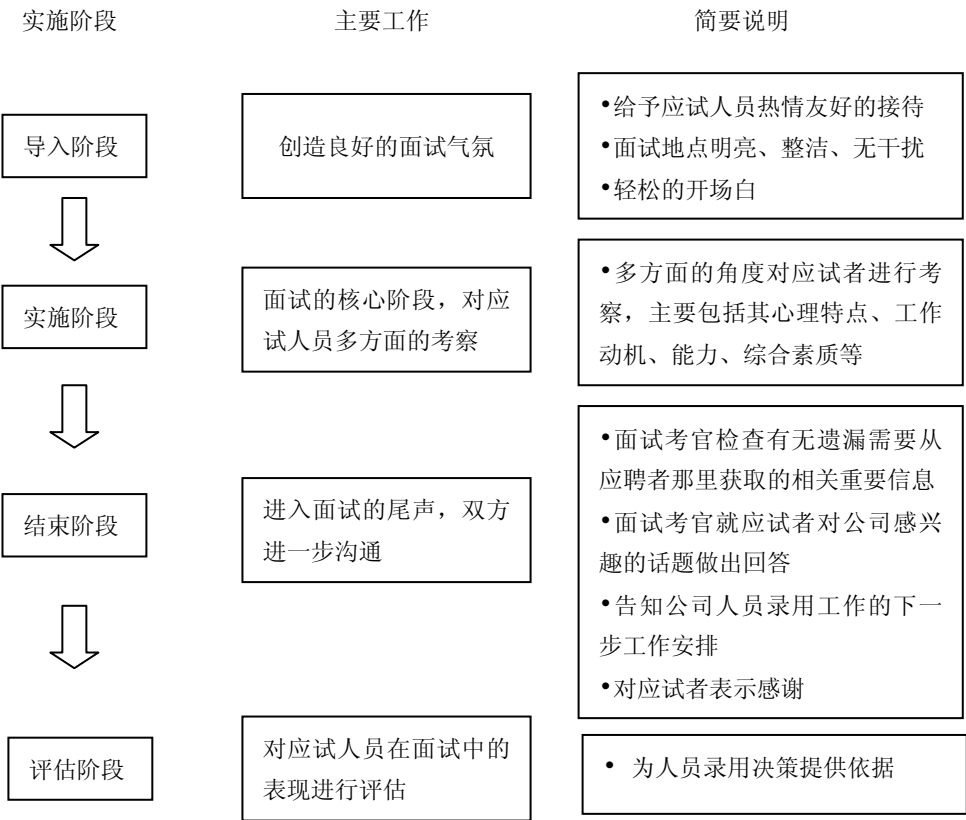 实施阶段 主要工作 简要说明
导入阶段
创造良好的面试气氛
•给予应试人员热情友好的接待
•面试地点明亮、整洁、无干扰
•轻松的开场白
实施阶段
面试的核心阶段，对应
试人员多方面的考察
•多方面的角度对应试者进行考
察，主要包括其心理特点、工作
动机、能力、综合素质等
结束阶段
进入面试的尾声，双方
进一步沟通
•面试考官检查有无遗漏需要从
应聘者那里获取的相关重要信息
•面试考官就应试者对公司感兴
趣的话题做出回答
•告知公司人员录用工作的下一
步工作安排
•对应试者表示感谢
评估阶段
对应试人员在面试中的
表现进行评估
• 为人员录用决策提供依据